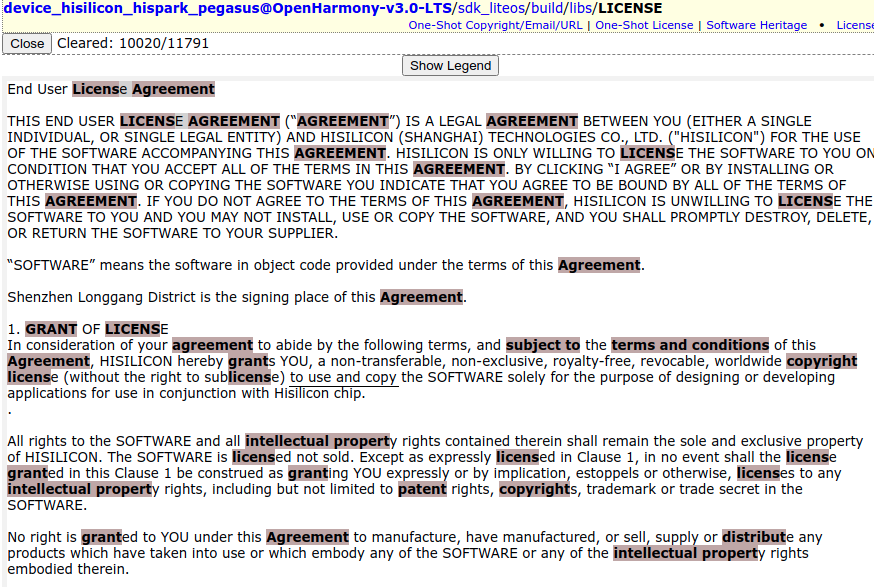 device_hisilicon_hispark_pegasus@OpenHarmony-v3.0-LTS/sdk_liteos/build/libs/LICENSE
One-Shot Copyright/Email/URL | One-Shot License | Software Heritage • License
Close Cleared: 10020/11791
Show Legend
End User License Agreement
THIS END USER LICENSE AGREEMENT (“AGREEMENT”) IS A LEGAL AGREEMENT BETWEEN YOU (EITHER A SINGLE
INDIVIDUAL, OR SINGLE LEGAL ENTITY) AND HISILICON (SHANGHAI) TECHNOLOGIES CO., LTD. ("HISILICON") FOR THE USE
OF THE SOFTWARE ACCOMPANYING THIS AGREEMENT. HISILICON IS ONLY WILLING TO LICENSE THE SOFTWARE TO YOU ON
CONDITION THAT YOU ACCEPT ALL OF THE TERMS IN THIS AGREEMENT. BY CLICKING “I AGREE” OR BY INSTALLING OR
OTHERWISE USING OR COPYING THE SOFTWARE YOU INDICATE THAT YOU AGREE TO BE BOUND BY ALL OF THE TERMS OF
THIS AGREEMENT. IF YOU DO NOT AGREE TO THE TERMS OF THIS AGREEMENT, HISILICON IS UNWILLING TO LICENSE THE
SOFTWARE TO YOU AND YOU MAY NOT INSTALL, USE OR COPY THE SOFTWARE, AND YOU SHALL PROMPTLY DESTROY, DELETE,
OR RETURN THE SOFTWARE TO YOUR SUPPLIER.
“SOFTWARE” means the software in object code provided under the terms of this Agreement.
Shenzhen Longgang District is the signing place of this Agreement.
1. GRANT OF LICENSE
In consideration of your agreement to abide by the following terms, and subject to the terms and conditions of this
Agreement, HISILICON hereby grants YOU, a non-transferable, non-exclusive, royalty-free, revocable, worldwide copyright
license (without the right to sublicense) to use and copy the SOFTWARE solely for the purpose of designing or developing
applications for use in conjunction with Hisilicon chip.
.
All rights to the SOFTWARE and all intellectual property rights contained therein shall remain the sole and exclusive property
of HISILICON. The SOFTWARE is licensed not sold. Except as expressly licensed in Clause 1, in no event shall the license
granted in this Clause 1 be construed as granting YOU expressly or by implication, estoppels or otherwise, licenses to any
intellectual property rights, including but not limited to patent rights, copyrights, trademark or trade secret in the
SOFTWARE.
No right is granted to YOU under this Agreement to manufacture, have manufactured, or sell, supply or distribute any
products which have taken into use or which embody any of the SOFTWARE or any of the intellectual property rights
embodied therein.